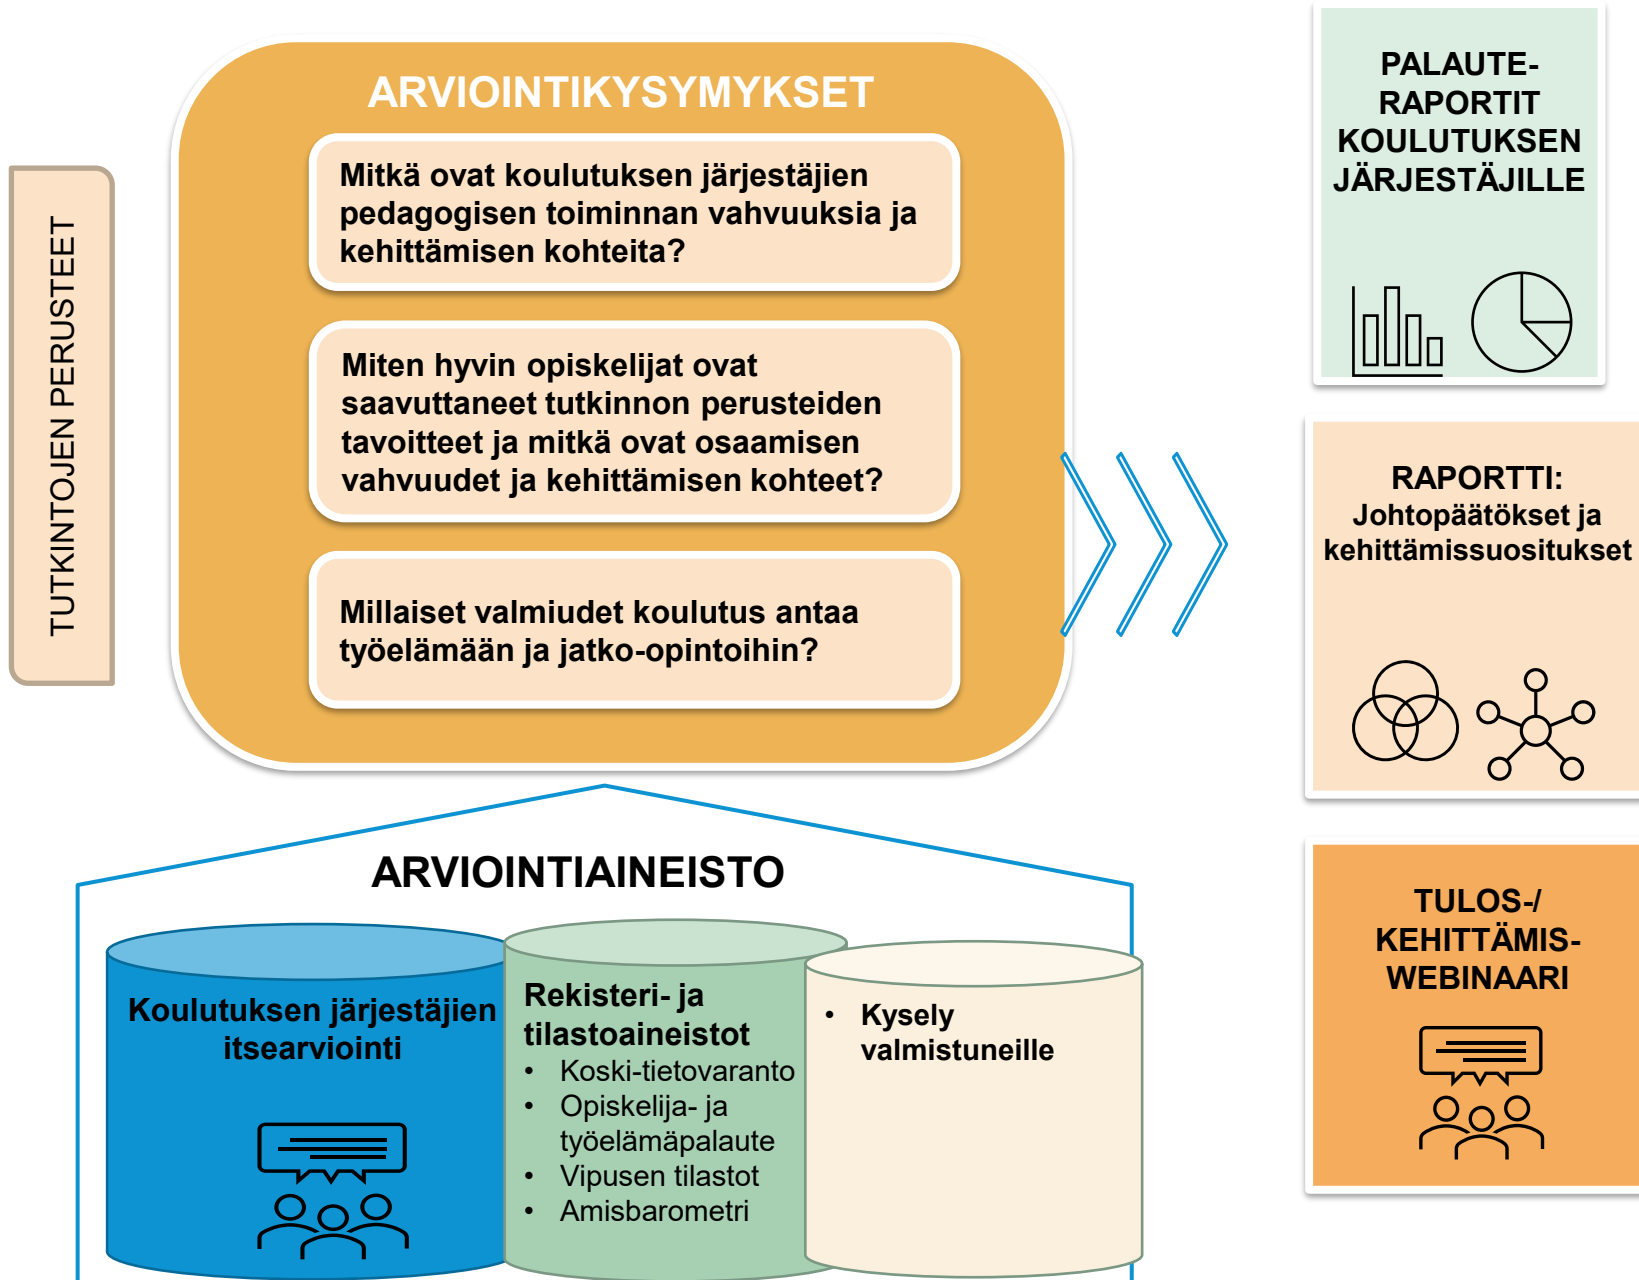 TUTKINTOJEN PERUSTEET
ARVIOINTIKYSYMYKSET
Mitkä ovat koulutuksen järjestäjien
pedagogisen toiminnan vahvuuksia ja
kehittämisen kohteita?
Miten hyvin opiskelijat ovat
saavuttaneet tutkinnon perusteiden
tavoitteet ja mitkä ovat osaamisen
vahvuudet ja kehittämisen kohteet?
Millaiset valmiudet koulutus antaa
työelämään ja jatko-opintoihin?
ARVIOINTIAINEISTO
Koulutuksen järjestäjien
itsearviointi
Rekisteri- ja
tilastoaineistot
• Koski-tietovaranto
• Opiskelija- ja
työelämäpalaute
• Vipusen tilastot
• Amisbarometri
• Kysely
valmistuneille
PALAUTE-
RAPORTIT
KOULUTUKSEN
JÄRJESTÄJILLE
RAPORTTI:
Johtopäätökset ja
kehittämissuositukset
TULOS-/
KEHITTÄMIS-
WEBINAARI